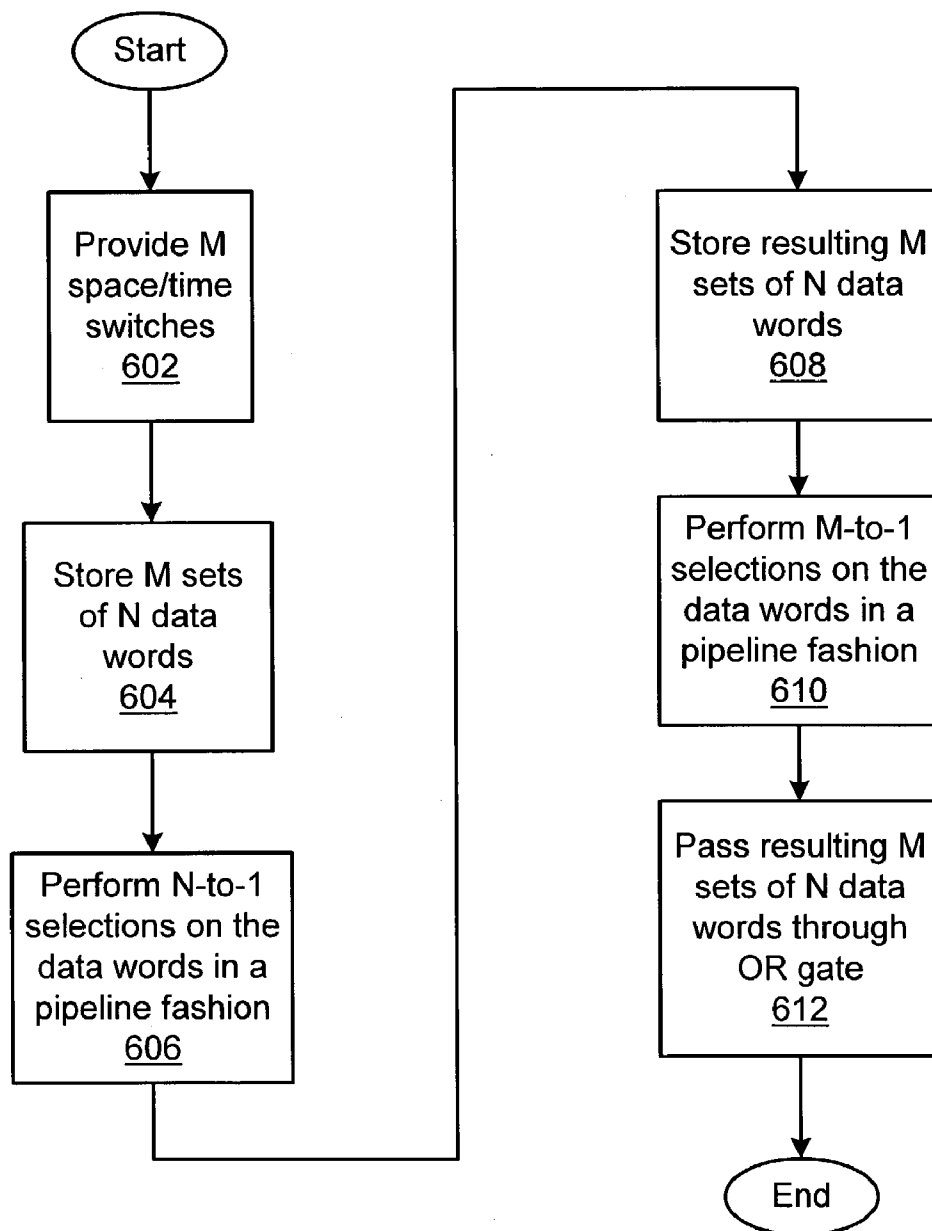 Start
Provide M
space/time
switches
602
Store M sets
of N data
words
604
Perform N-to-1
selections on the
data words in a
pipeline fashion
606
Store resulting M
sets of N data
words
608
Perform M-to-1
selections on the
data words in a
pipeline fashion
610
Pass resulting M
sets of N data
words through
OR gate
612
End